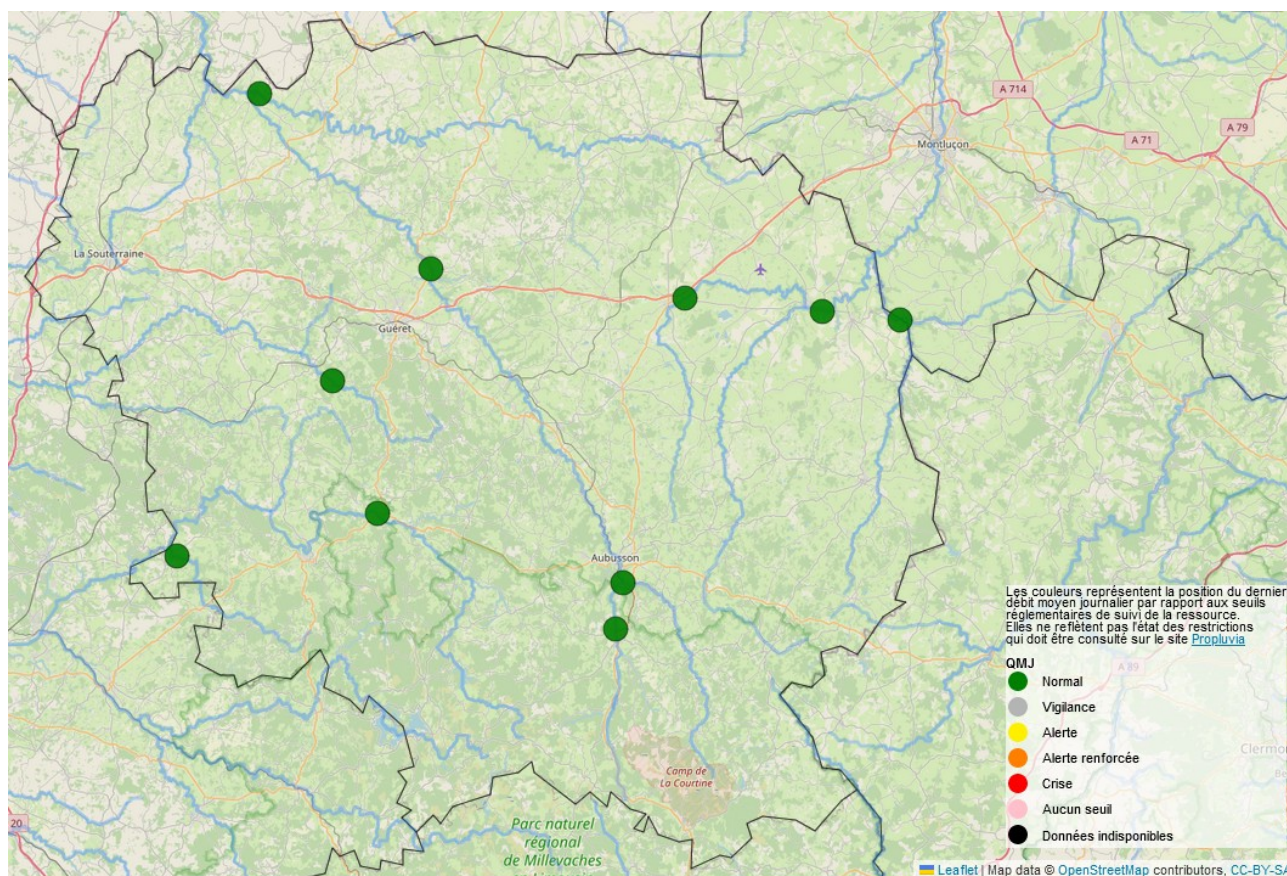 A 714
A 79
A 71
Montluçon
La Souterraine
Guéret
Aubusson
Les couleurs représentent la position du dernier
débit moyen journalier par rapport aux seuils
réglementaires de suivi de la ressource.
Elles ne reflètent pas l'état des restrictions
qui doit être consulté sur le site Propluvia
QMJ
A 89
Normal
Vigilance
Alerte
Clermo
Alerte renforcée
Camp de
La Courtine
Crise
Aucun seuil
20
Parc naturel
régional
de Millevaches
Données indisponibles
Leaflet | Map data © OpenStreetMap contributors, CC-BY-SA